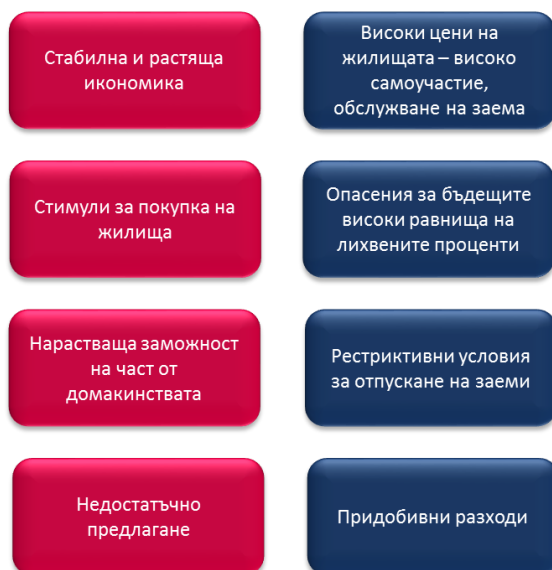 Стабилна и растяща
икономика
Високи цени на
жилищата – високо
самоучастие,
обслужване на заема
Стимули за покупка на
жилища
Опасения за бъдещите
високи равнища на
лихвените проценти
Нарастваща заможност
на част от
домакинствата
Рестриктивни условия
за отпускане на заеми
Недостатъчно
предлагане
Придобивни разходи